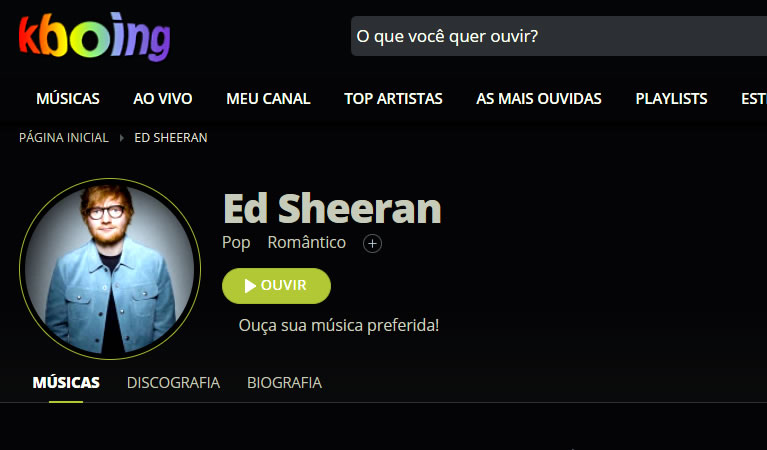 kboing
O que você quer ouvir?
MÚSICAS AO VIVO MEU CANAL TOP ARTISTAS AS MAIS OUVIDAS PLAYLISTS EST
PÁGINA INICIAL ED SHEERAN
Ed Sheeran
Pop Romântico
OUVIR
Ouça sua música preferida!
MÚSICAS DISCOGRAFIA BIOGRAFIA